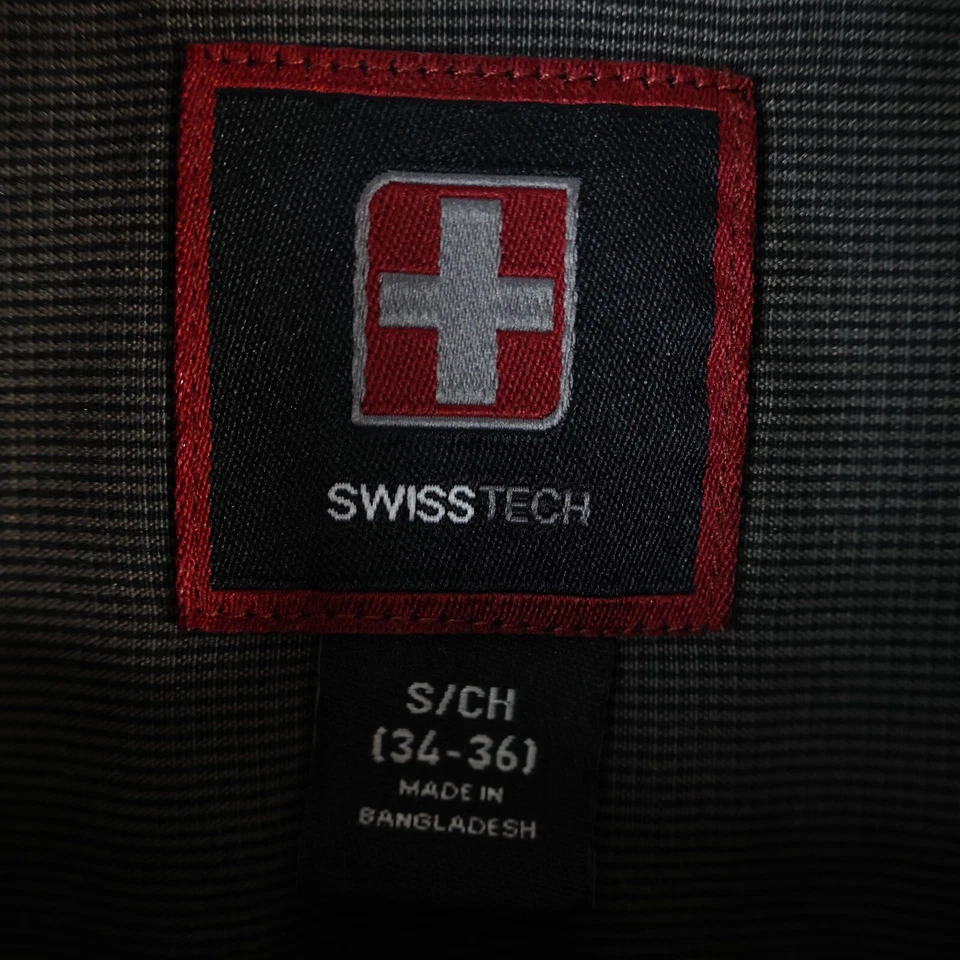 SWISSTECH
S/CH
(34-36)
MADE IN
BANGLADESH